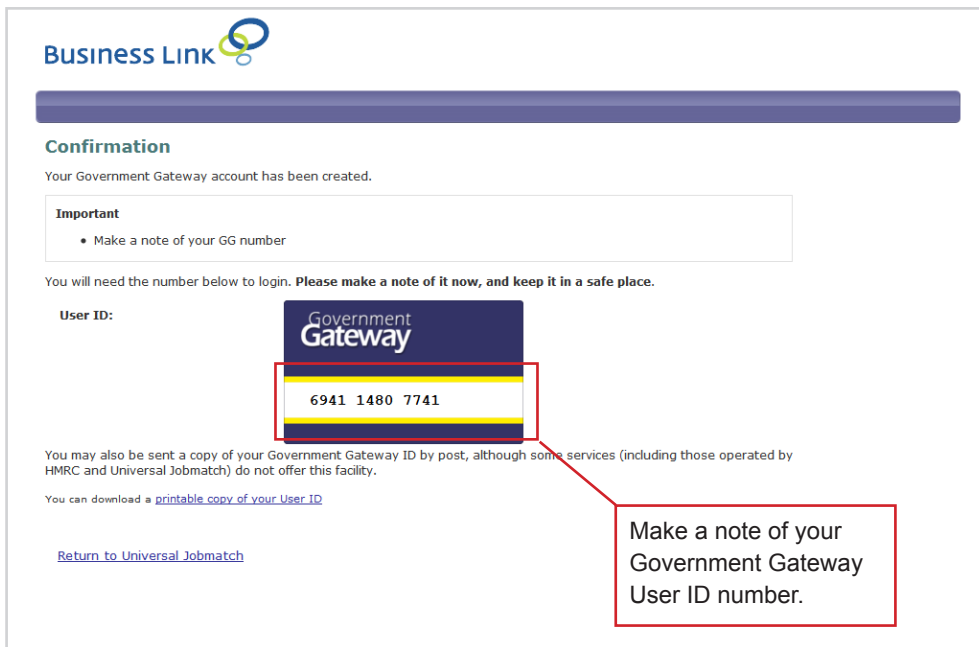 Business Link
Confirmation
Your Government Gateway account has been created.
Important
• Make a note of your GG number
You will need the number below to login. Please make a note of it now, and keep it in a safe place.
User ID:
Government
Gateway
6941 1480 7741
You may also be sent a copy of your Government Gateway ID by post, although some services (including those operated by
HMRC and Universal Jobmatch) do not offer this facility.
You can download a printable copy of your User ID
Return to Universal Jobmatch
Make a note of your
Government Gateway
User ID number.